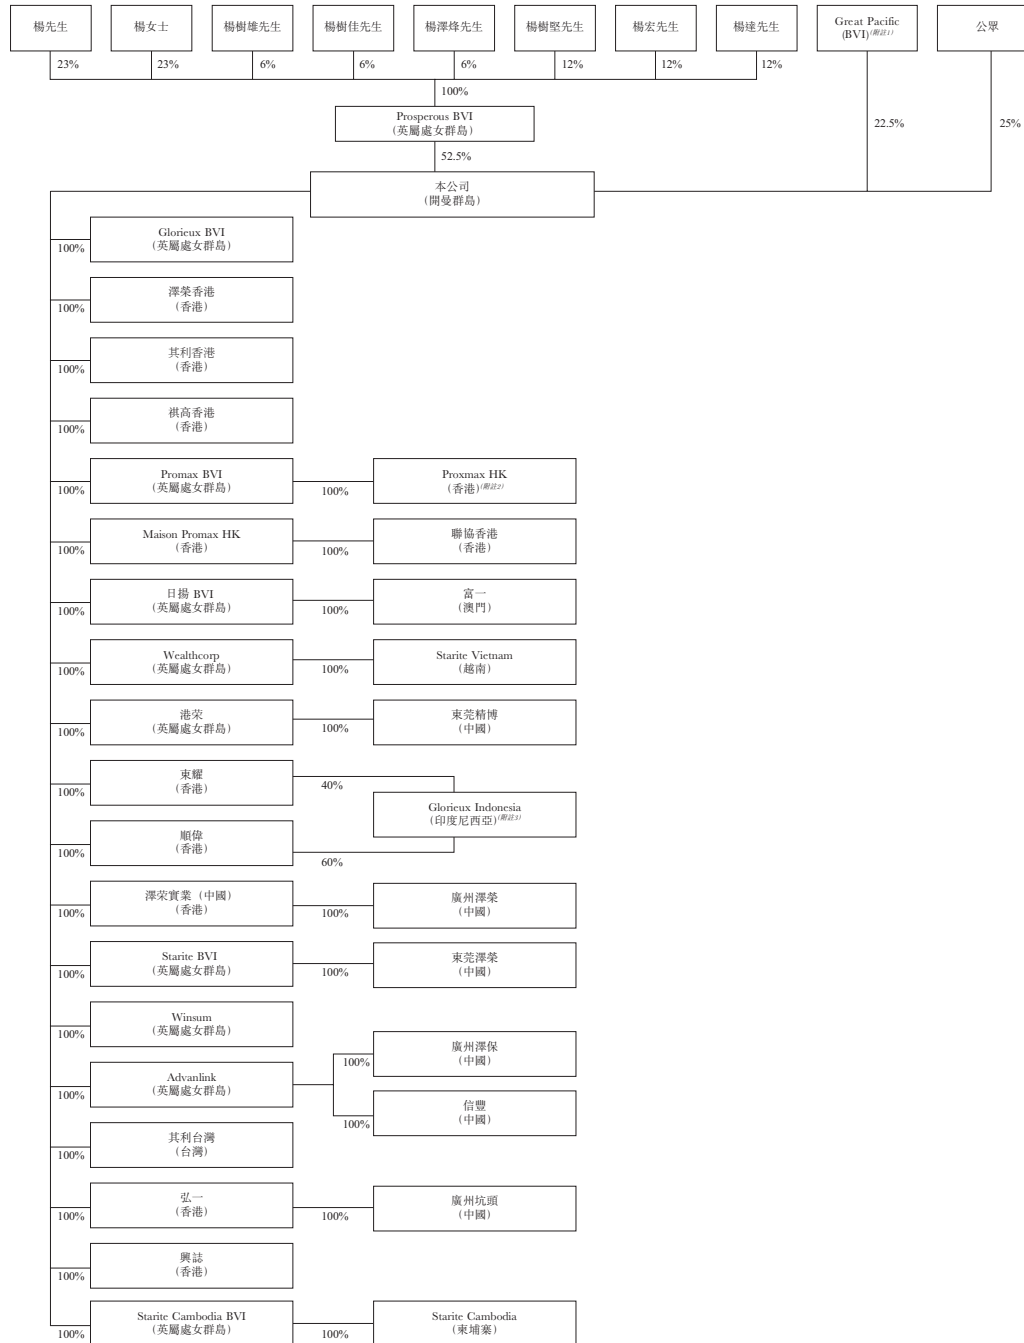 楊先生
楊女士
楊樹雄先生
楊樹佳先生
楊澤烽先生
楊樹堅先生
楊宏先生
楊達先生
Great Pacific
(BVI)(附註1)
公眾
23%
23%
6%
6%
6%
12%
12%
12%
100%
Prosperous BVI
(英屬處女群島)
22.5%
25%
52.5%
本公司
(開曼群島)
100%
Glorieux BVI
(英屬處女群島)
100%
澤榮香港
(香港)
100%
其利香港
(香港)
100%
祺高香港
(香港)
100%
Promax BVI
(英屬處女群島)
100%
Proxmax HK
(香港)(附註2)
100%
Maison Promax HK
(香港)
100%
聯協香港
(香港)
100%
日揚 BVI
(英屬處女群島)
100%
富一
(澳門)
100%
Wealthcorp
(英屬處女群島)
100%
Starite Vietnam
(越南)
100%
港荣
(英屬處女群島)
100%
東莞精博
(中國)
100%
東耀
(香港)
40%
Glorieux Indonesia
(印度尼西亞)(附註3)
100%
順偉
(香港)
60%
100%
澤荣實業(中國)
(香港)
100%
廣州澤榮
(中國)
100%
Starite BVI
(英屬處女群島)
100%
東莞澤榮
(中國)
100%
Winsum
(英屬處女群島)
100%
Advanlink
(英屬處女群島)
100%
廣州澤保
(中國)
100%
信豐
(中國)
100%
其利台灣
(台灣)
100%
弘一
(香港)
100%
廣州坑頭
(中國)
100%
興誌
(香港)
100%
Starite Cambodia BVI
(英屬處女群島)
100%
Starite Cambodia
(柬埔寨)